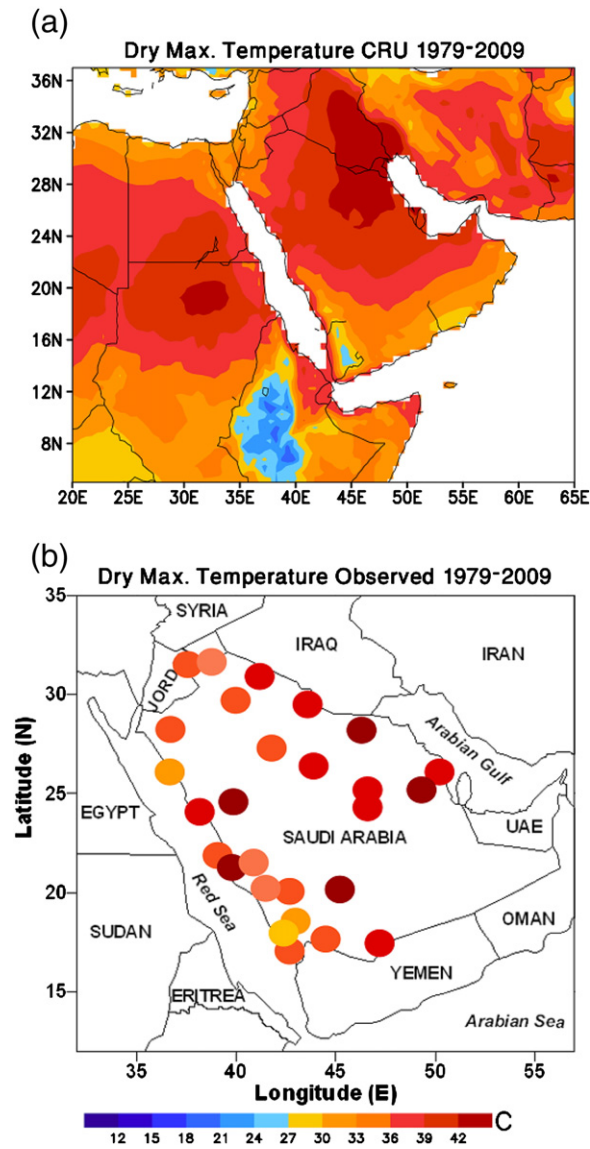 (a)
Dry Max. Temperature CRU 1979-2009
36N
32N
28N
24N
20N
16N
12N
8N
20E 25E 30E 35E 40E 45E 50E 55E 60E 65E
(b)
Dry Max. Temperature Observed 1979-2009
35
30
25
20
15
Latitude (N)
SYRIA
IRAQ
IRAN
JORD
Arabian Gulf
EGYPT
SAUDI ARABIA
UAE
Red Sea
OMAN
SUDAN
YEMEN
ERITREA
Arabian Sea
40 45 50 55
35
Longitude (E)
C
12 15 18 21 24 27 30 33 36 39 42